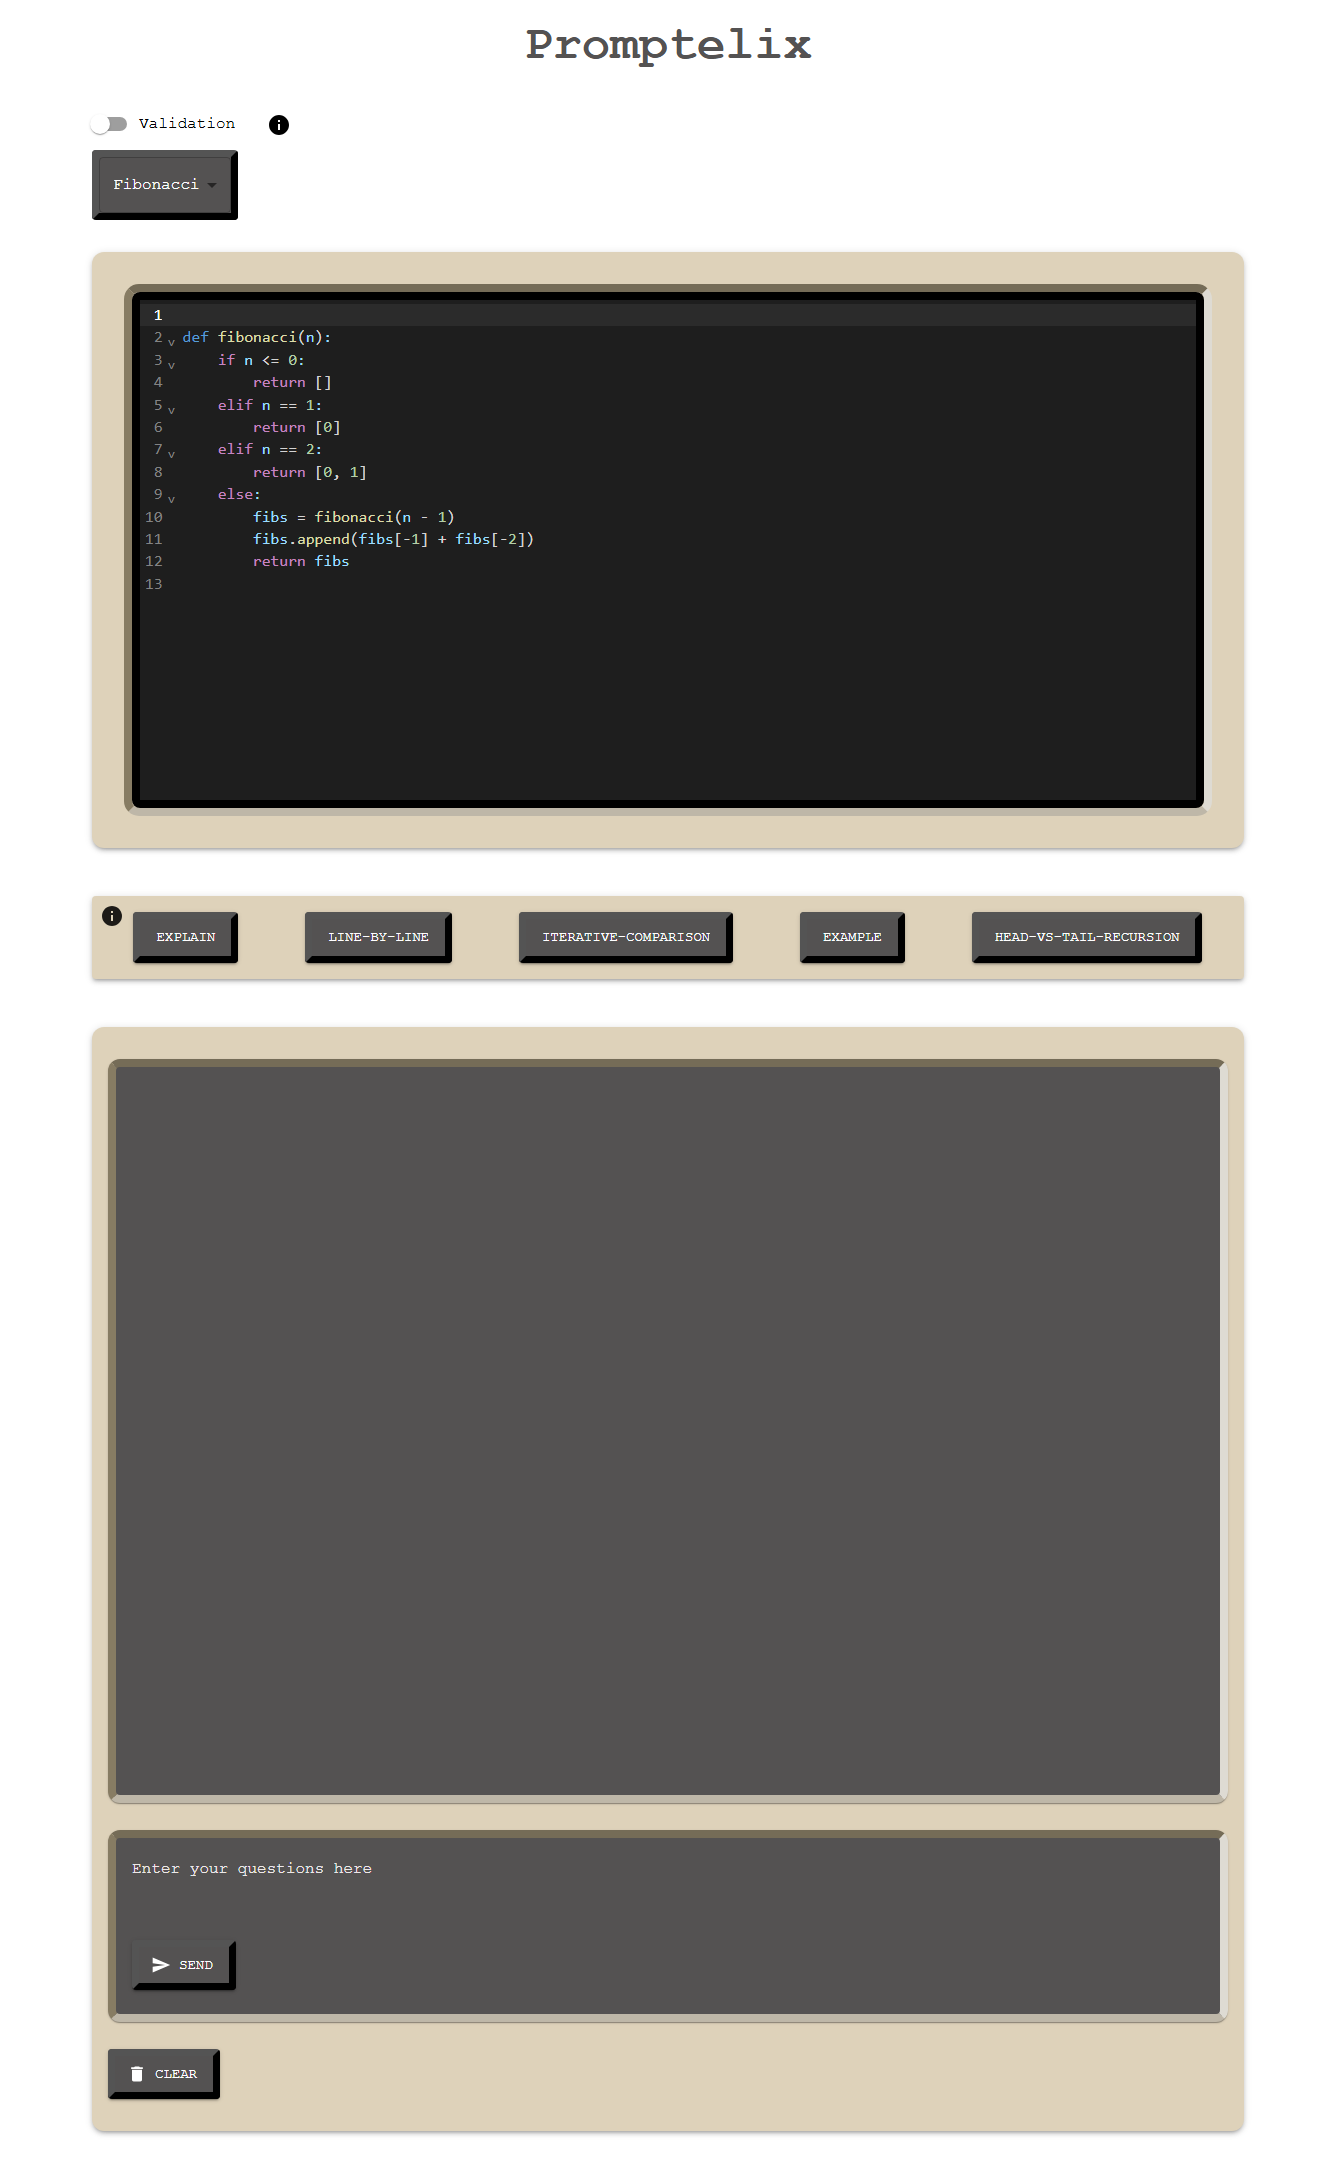 Promptelix
Validation
Fibonacci
1
2 def fibonacci(n):
3     if n <= 0:
4         return []
5     elif n == 1:
6         return [0]
7     elif n == 2:
8         return [0, 1]
9     else:
10         fibs = fibonacci(n - 1)
11         fibs.append(fibs[-1] + fibs[-2])
12         return fibs
13
EXPLAIN LINE-BY-LINE ITERATIVE-COMPARISON EXAMPLE HEAD-VS-TAIL-RECURSION
Enter your questions here
SEND
CLEAR